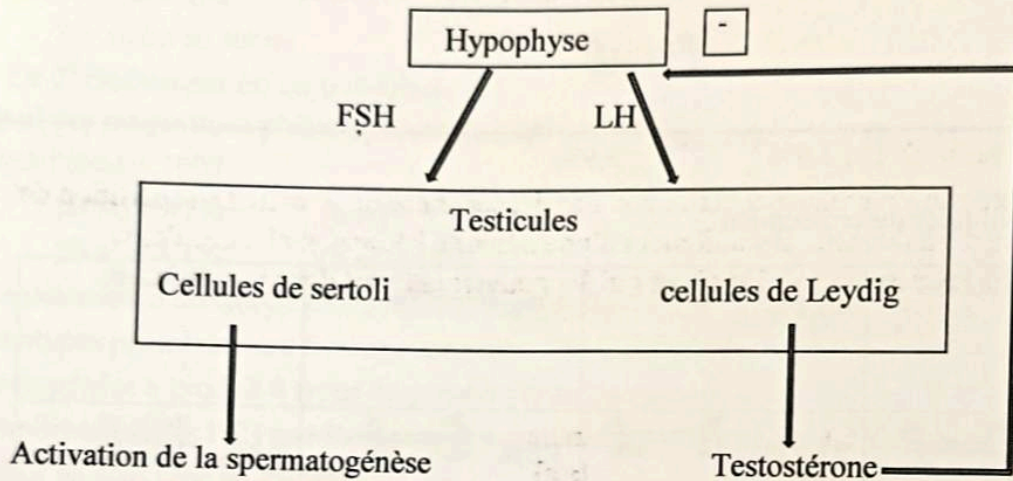 Hypophyse -
FSH LH
Testicules
Cellules de sertoli cellules de Leydig
Activation de la spermatogénèse Testostérone